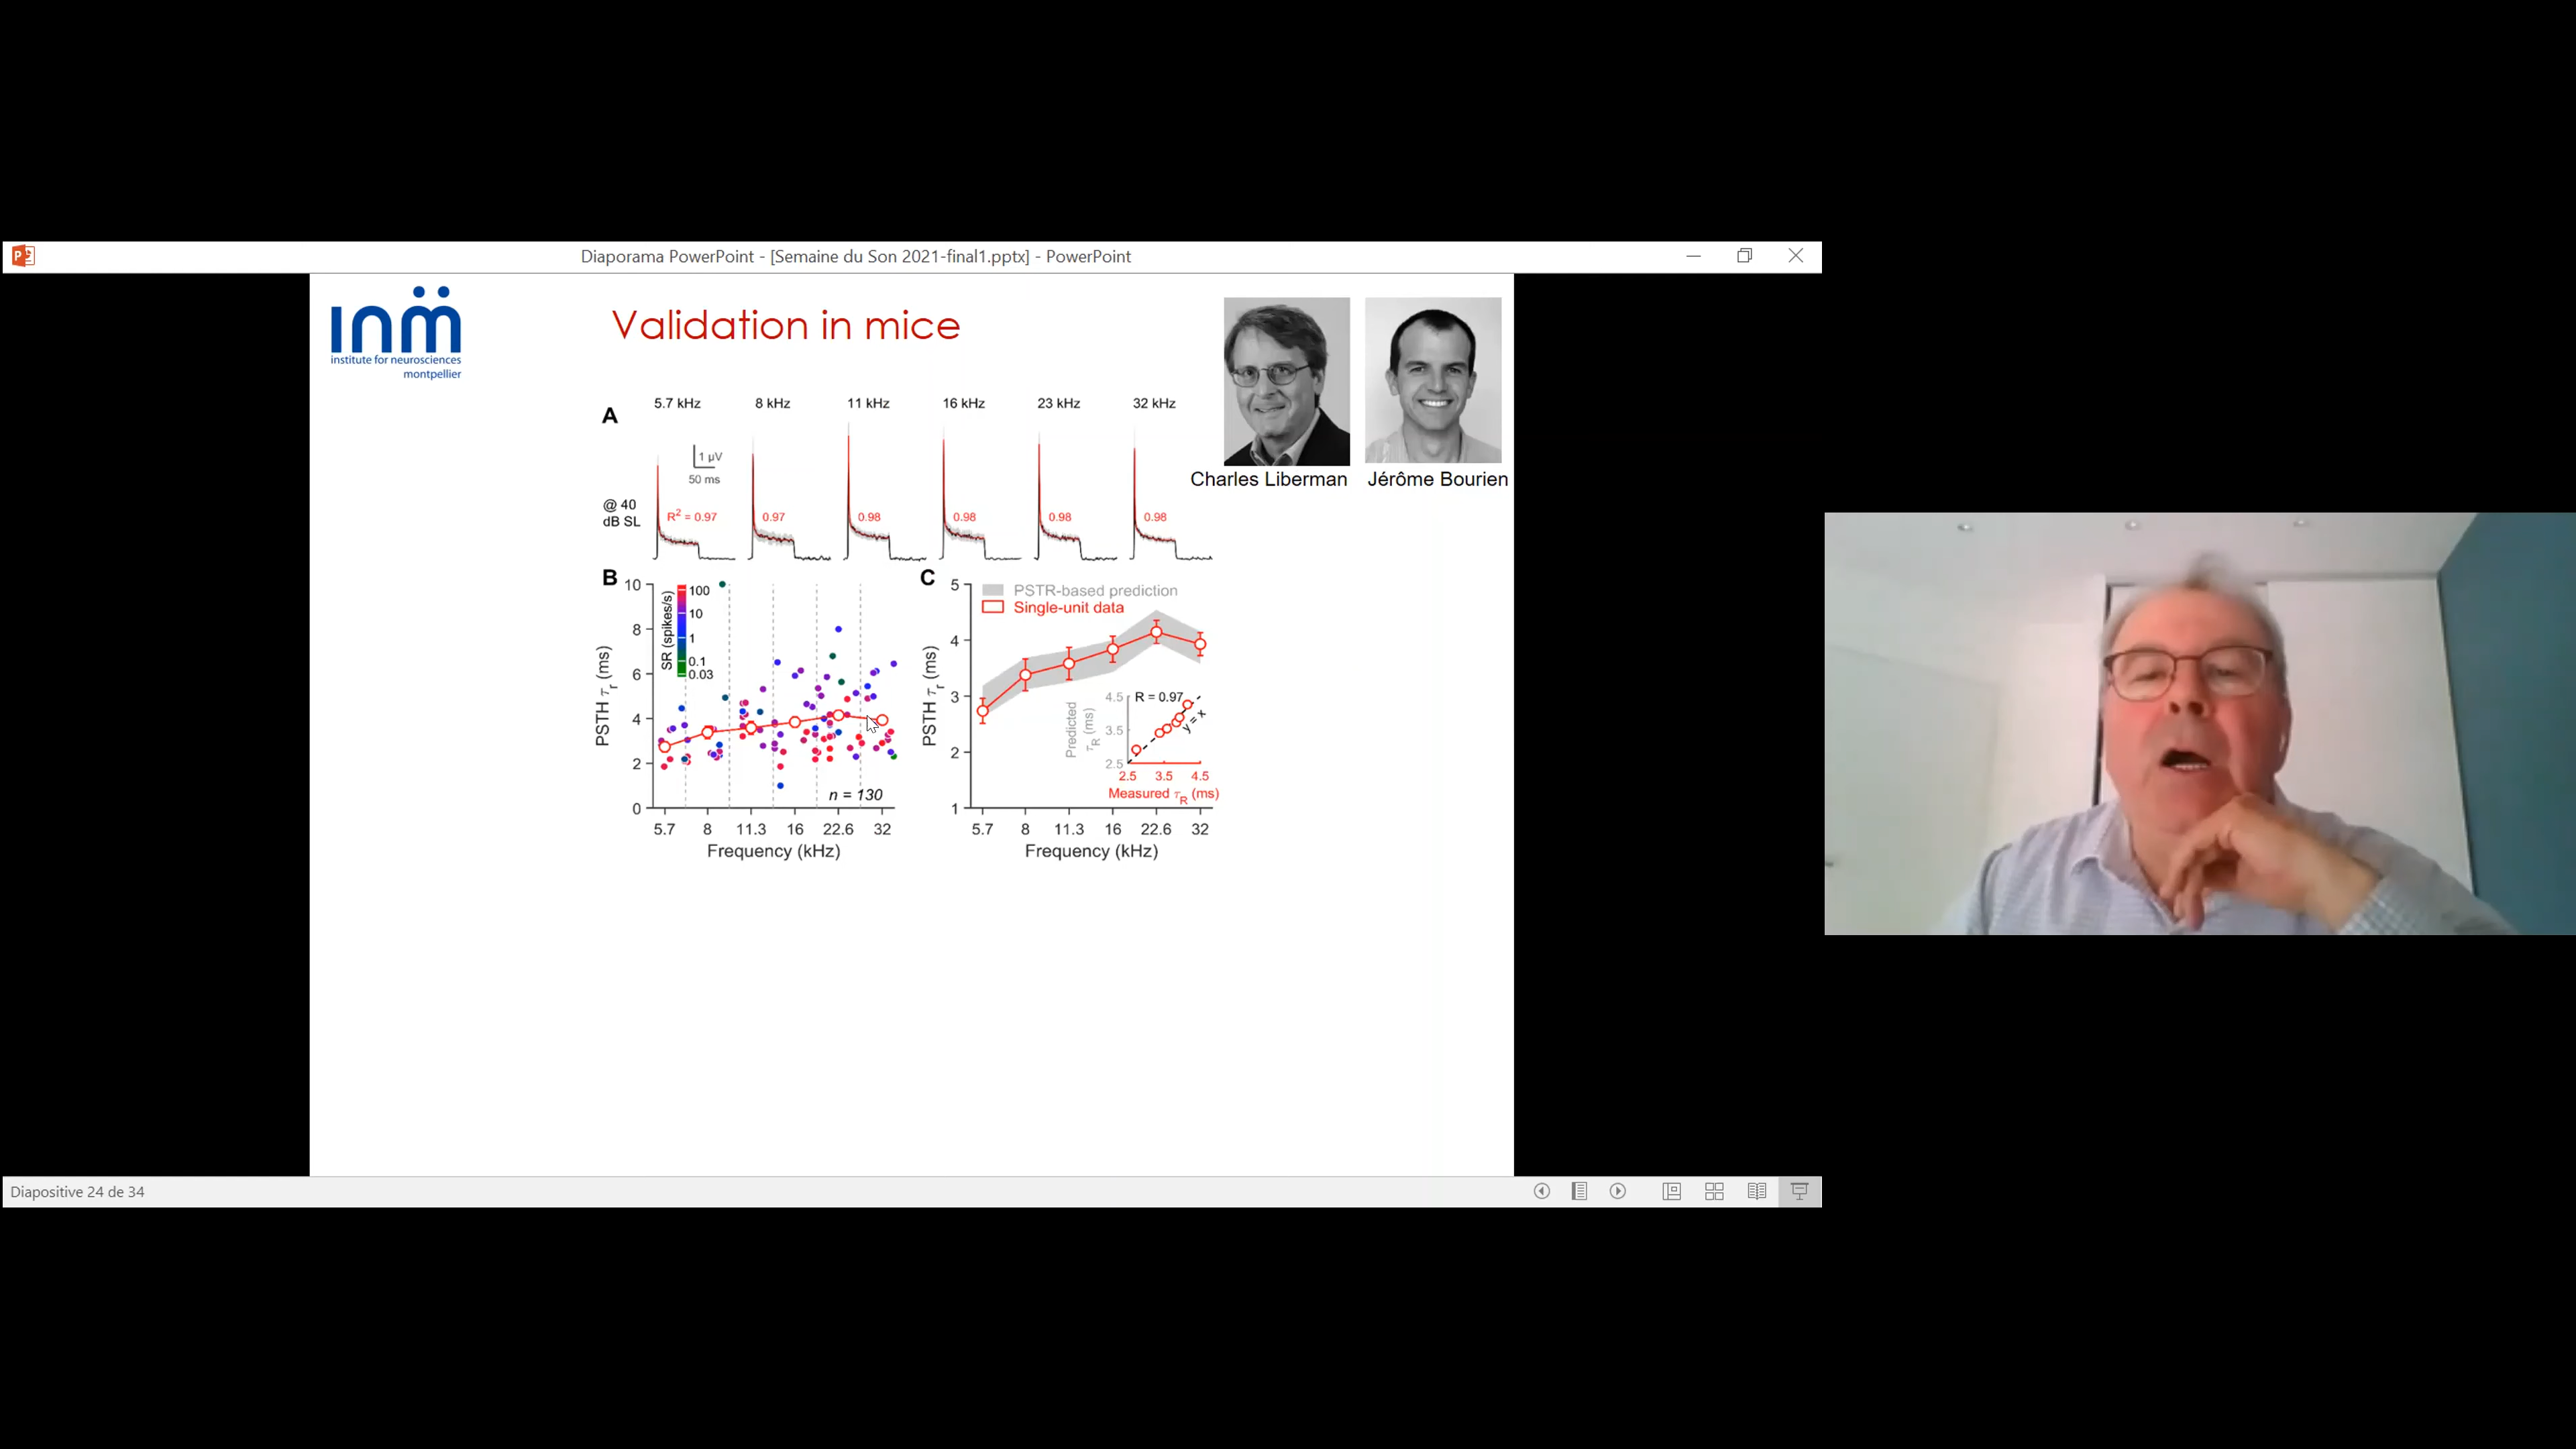 Diaporama PowerPoint - [Semaine du Son 2021-final1.pptx] - PowerPoint
ınm
institute for neurosciences
montpellier
Validation in mice
Charles Liberman
Jérôme Bourien
A
5.7 kHz
8 kHz
11 kHz
16 kHz
23 kHz
32 kHz
1 µV
50 ms
@ 40
dB SL
R² = 0.97
0.97
0.98
0.98
0.98
0.98
B
10
8
6
4
2
0
PSTH τr (ms)
SR (spikes/s)
100
10
1
0.1
0.03
n = 130
5.7 8 11.3 16 22.6 32
Frequency (kHz)
C
5
4
3
2
1
PSTH τr (ms)
PSTR-based prediction
Single-unit data
4.5
3.5
2.5
Predicted
τR (ms)
R = 0.97
y = x
2.5 3.5 4.5
Measured τR (ms)
5.7 8 11.3 16 22.6 32
Frequency (kHz)
Diapositive 24 de 34